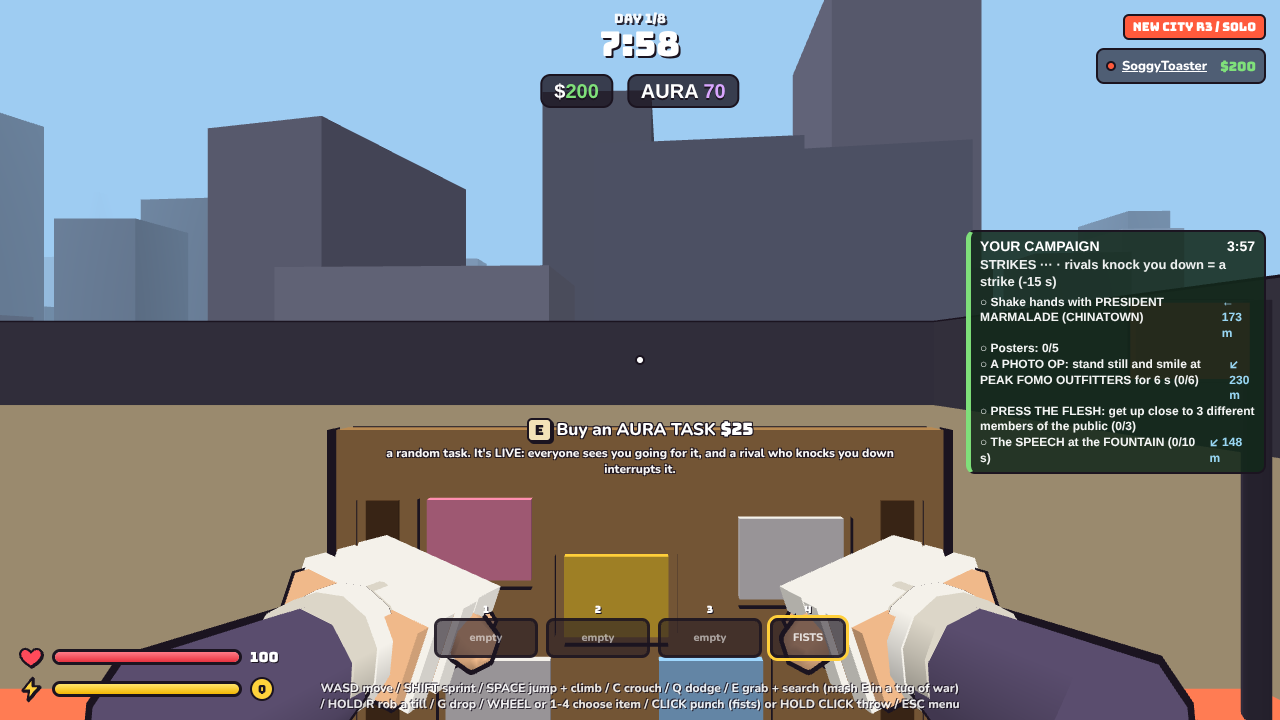 DAY 1/8
7:58
$200
AURA 70
NEW CITY R3 / SOLO
SoggyToaster $200
YOUR CAMPAIGN 3:57
STRIKES ··· · rivals knock you down = a
strike (-15 s)
○ Shake hands with PRESIDENT ←
MARMALADE (CHINATOWN) 173
m
○ Posters: 0/5
○ A PHOTO OP: stand still and smile at ↙
PEAK FOMO OUTFITTERS for 6 s (0/6) 230
m
○ PRESS THE FLESH: get up close to 3 different
members of the public (0/3)
○ The SPEECH at the FOUNTAIN (0/10 ↙ 148
s) m
E Buy an AURA TASK $25
a random task. It's LIVE: everyone sees you going for it, and a rival who knocks you down
interrupts it.
1 2 3 4
empty empty empty FISTS
100
0
WASD move / SHIFT sprint / SPACE jump + climb / C crouch / Q dodge / E grab + search (mash E in a tug of war)
/ HOLD R rob a till / G drop / WHEEL or 1-4 choose item / CLICK punch (fists) or HOLD CLICK throw / ESC menu